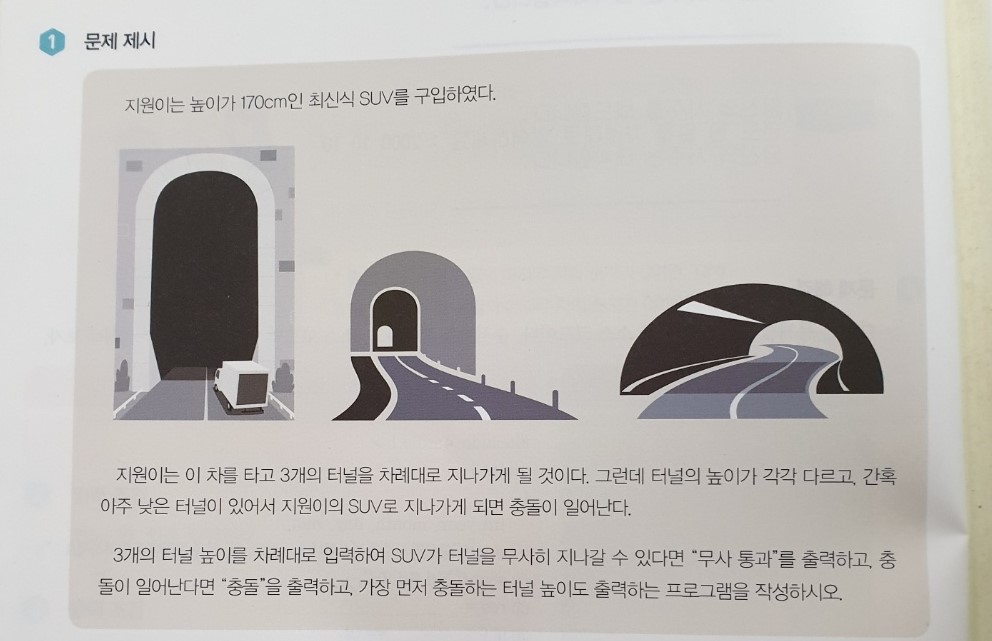 1 문제 제시
지원이는 높이가 170cm인 최신식 SUV를 구입하였다.
지원이는 이 차를 타고 3개의 터널을 차례대로 지나가게 될 것이다. 그런데 터널의 높이가 각각 다르고, 간혹
아주 낮은 터널이 있어서 지원이의 SUV로 지나가게 되면 충돌이 일어난다.
3개의 터널 높이를 차례대로 입력하여 SUV가 터널을 무사히 지나갈 수 있다면 "무사 통과"를 출력하고, 충
돌이 일어난다면 "충돌"을 출력하고, 가장 먼저 충돌하는 터널 높이도 출력하는 프로그램을 작성하시오.